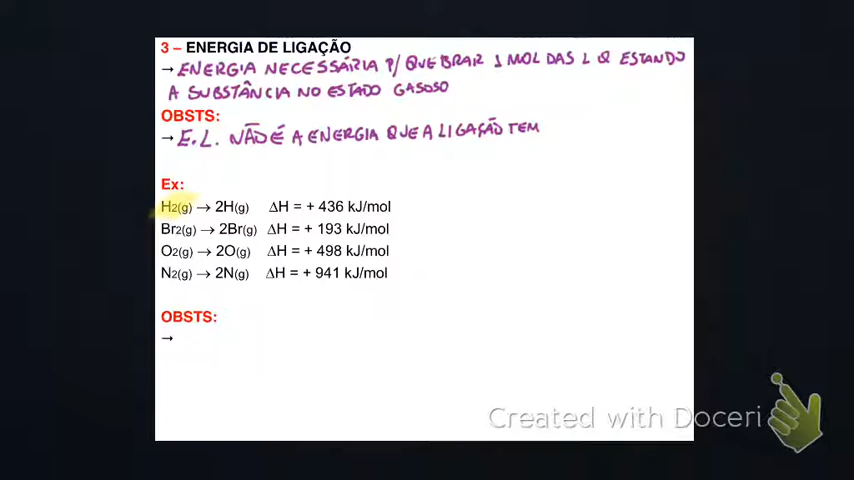 3 – ENERGIA DE LIGAÇÃO
→ ENERGIA NECESSÁRIA P/ QUEBRAR 1 MOL DAS L Q ESTANDO
A SUBSTÂNCIA NO ESTADO GASOSO
OBSTS:
→ E.L. NÃO É A ENERGIA QUE A LIGAÇÃO TEM
Ex:
H2(g) → 2H(g) ΔH = + 436 kJ/mol
Br2(g) → 2Br(g) ΔH = + 193 kJ/mol
O2(g) → 2O(g) ΔH = + 498 kJ/mol
N2(g) → 2N(g) ΔH = + 941 kJ/mol
OBSTS:
→
Created with Doceri